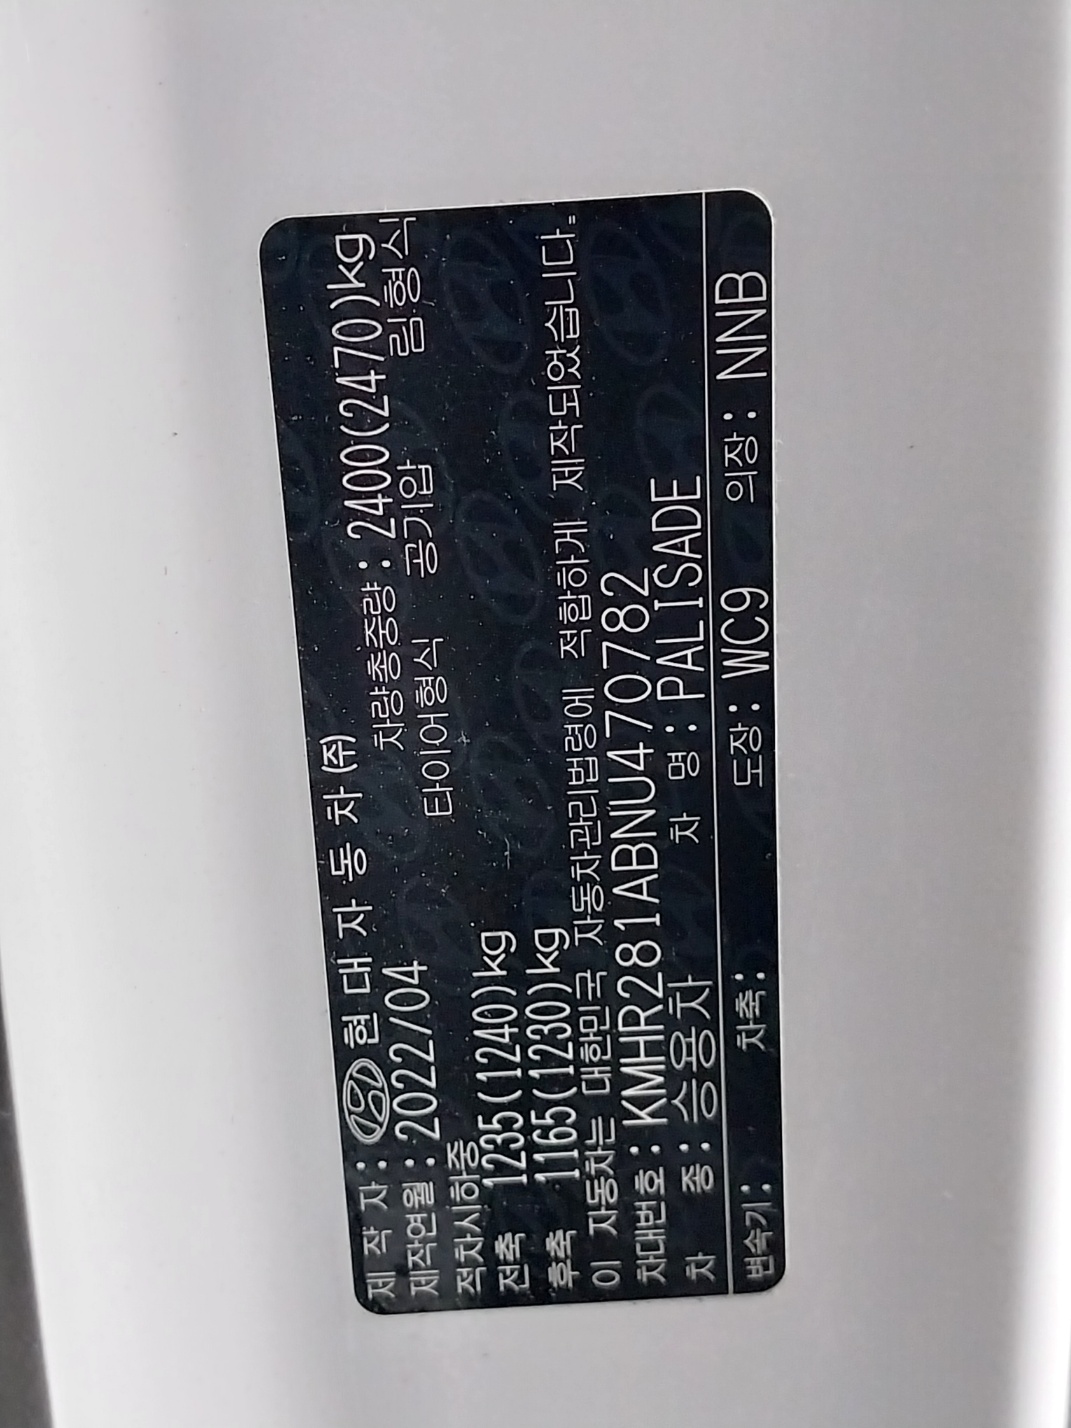 제 작 자 : 현 대 자 동 차 (주)
제작연월 : 2022/04 차량총중량 : 2400(2470)kg
적차시하중 타이어형식 공기압 림형식
전축 1235(1240)kg
후축 1165(1230)kg
이 자동차는 대한민국 자동차관리법령에 적합하게 제작되었습니다.
차대번호 : KMHR281ABNU470782
차 종 : 승용차 차 명 : PALISADE
변속기 : 차축 : 도장 : WC9 의장 : NNB